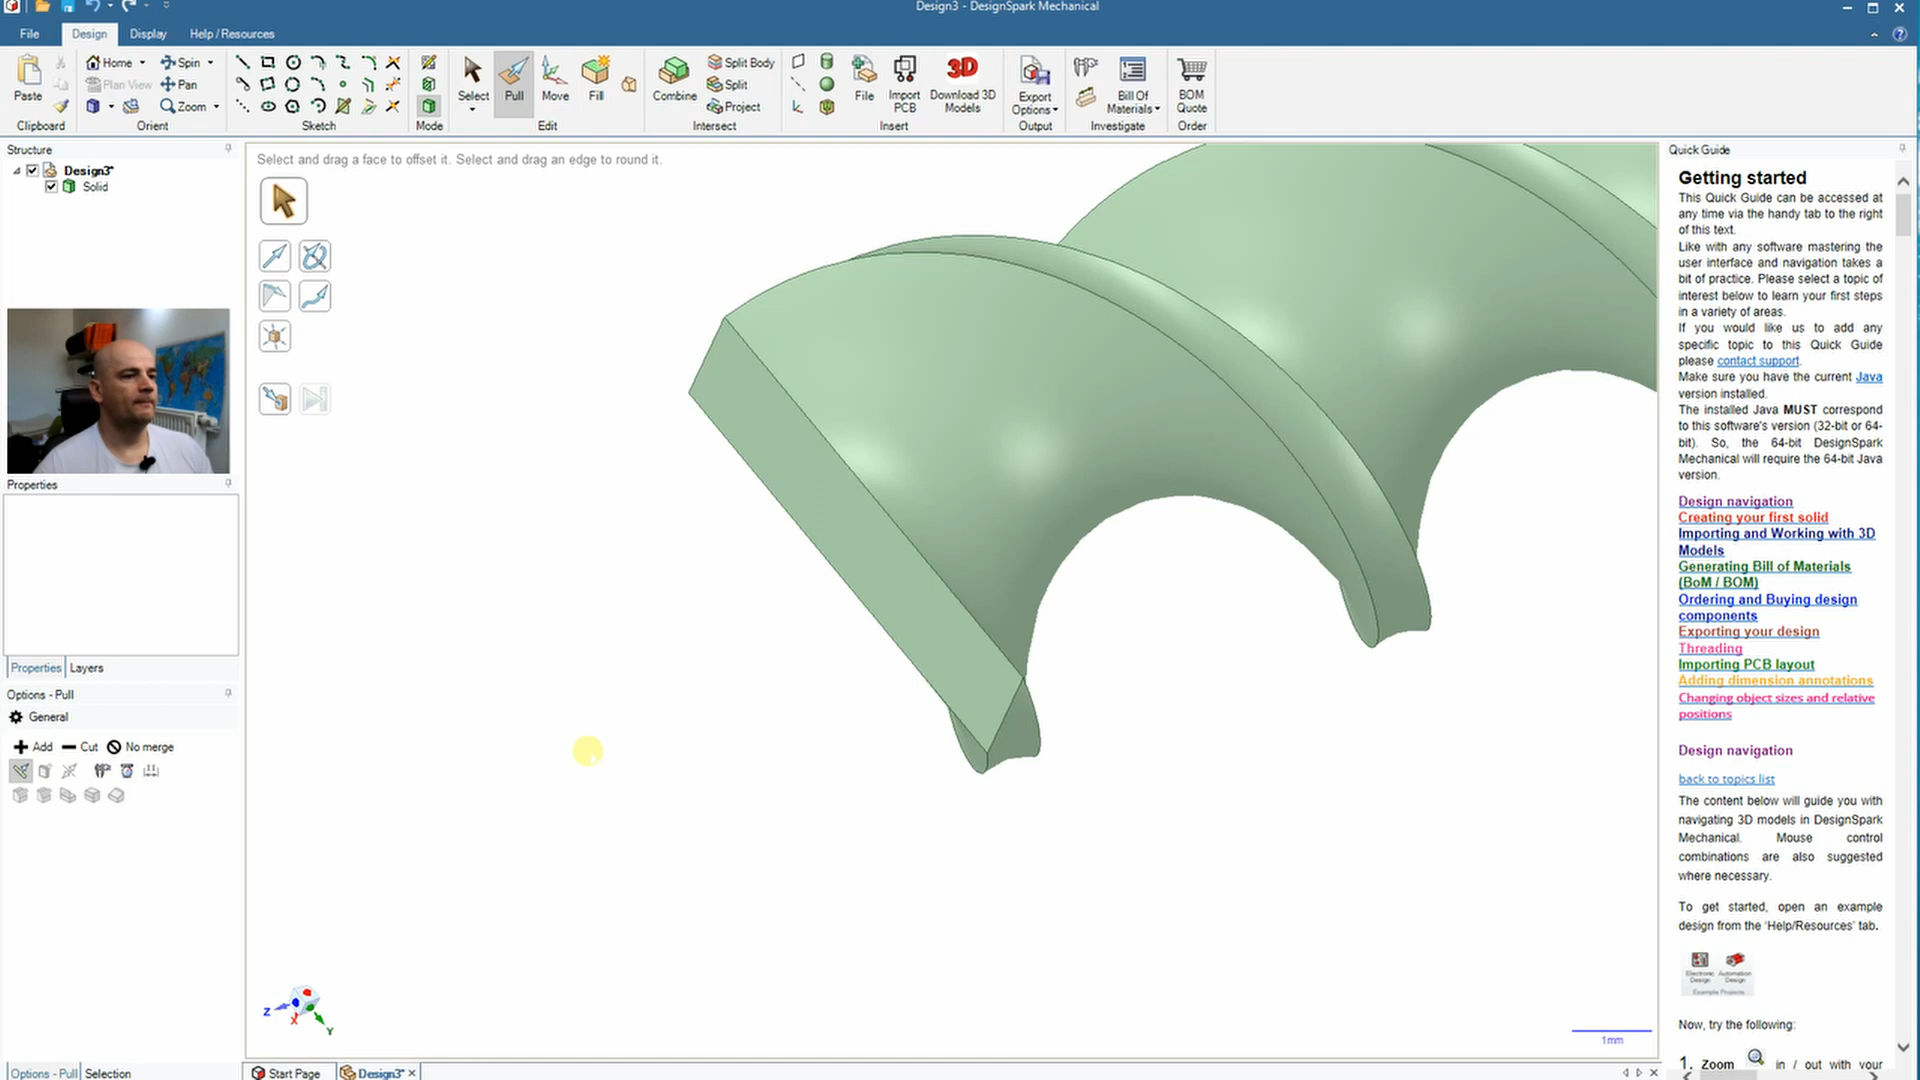 Design3 - DesignSpark Mechanical
File
Design
Display
Help / Resources
Paste
Home
Spin
Plan View
Pan
Zoom
Select
Pull
Move
Fill
Combine
Split Body
Split
Project
File
Import PCB
Download 3D Models
Export Options
Bill Of Materials
BOM Quote
Clipboard
Orient
Sketch
Mode
Edit
Intersect
Insert
Output
Investigate
Order
Structure
Design3*
Solid
Properties
Properties
Layers
Options - Pull
General
Add
Cut
No merge
Options - Pull
Selection
Select and drag a face to offset it. Select and drag an edge to round it.
Z
X
Y
1mm
Start Page
Design3*
Quick Guide
Getting started
This Quick Guide can be accessed at
any time via the handy tab to the right
of this text.
Like with any software mastering the
user interface and navigation takes a
bit of practice. Please select a topic of
interest below to learn your first steps
in a variety of areas.
If you would like us to add any
specific topic to this Quick Guide
please contact support.
Make sure you have the current Java
version installed.
The installed Java MUST correspond
to this software's version (32-bit or 64-
bit). So, the 64-bit DesignSpark
Mechanical will require the 64-bit Java
version.
Design navigation
Creating your first solid
Importing and Working with 3D
Models
Generating Bill of Materials
(BoM / BOM)
Ordering and Buying design
components
Exporting your design
Threading
Importing PCB layout
Adding dimension annotations
Changing object sizes and relative
positions
Design navigation
back to topics list
The content below will guide you with
navigating 3D models in DesignSpark
Mechanical. Mouse control
combinations are also suggested
where necessary.
To get started, open an example
design from the 'Help/Resources' tab.
Electronic Design
Automation Design
Example Projects
Now, try the following:
1. Zoom in / out with your